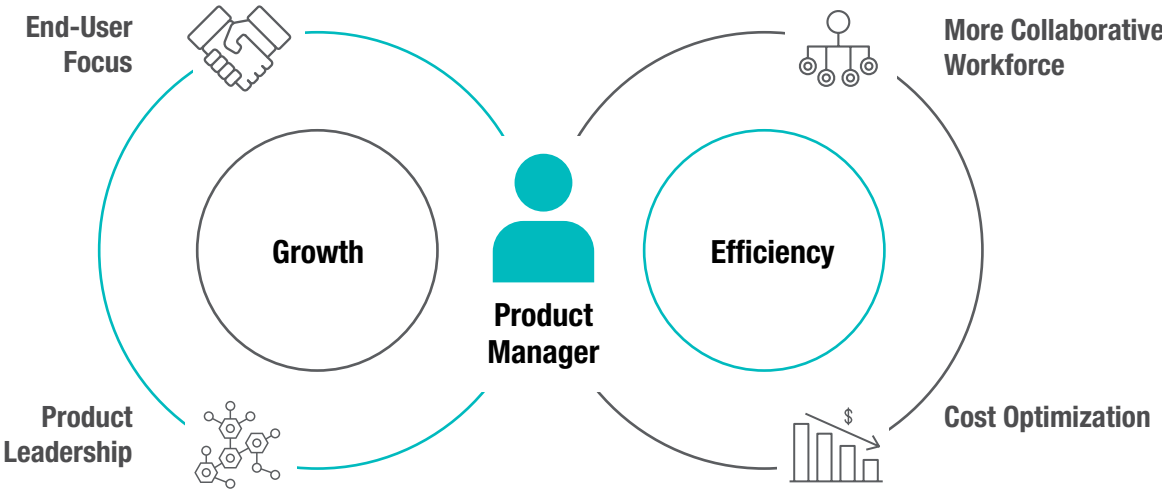 End-User
Focus
More Collaborative
Workforce
Growth
Efficiency
Product
Manager
Product
Leadership
$
Cost Optimization